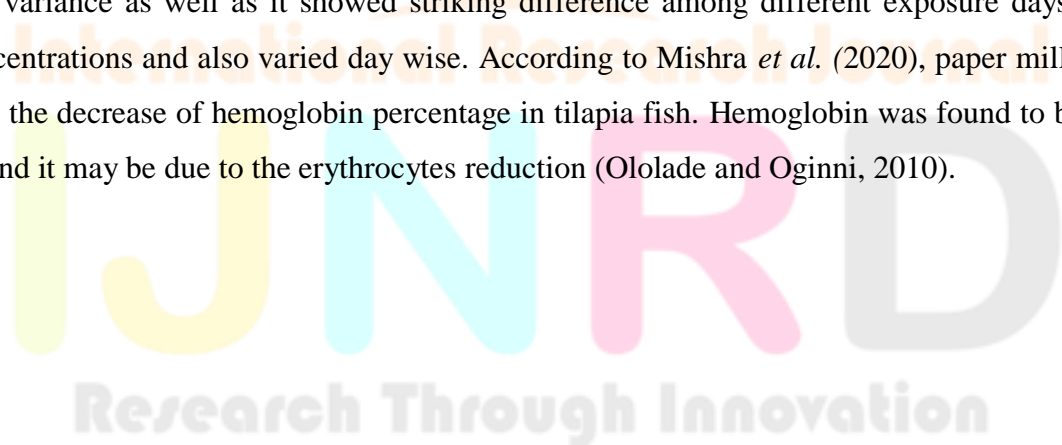 variance as well as it showed striking difference among different exposure days
International Research Journal
centrations and also varied day wise. According to Mishra et al. (2020), paper mill
the decrease of hemoglobin percentage in tilapia fish. Hemoglobin was found to b
nd it may be due to the erythrocytes reduction (Ololade and Oginni, 2010).
IJNRD
Research Through Innovation